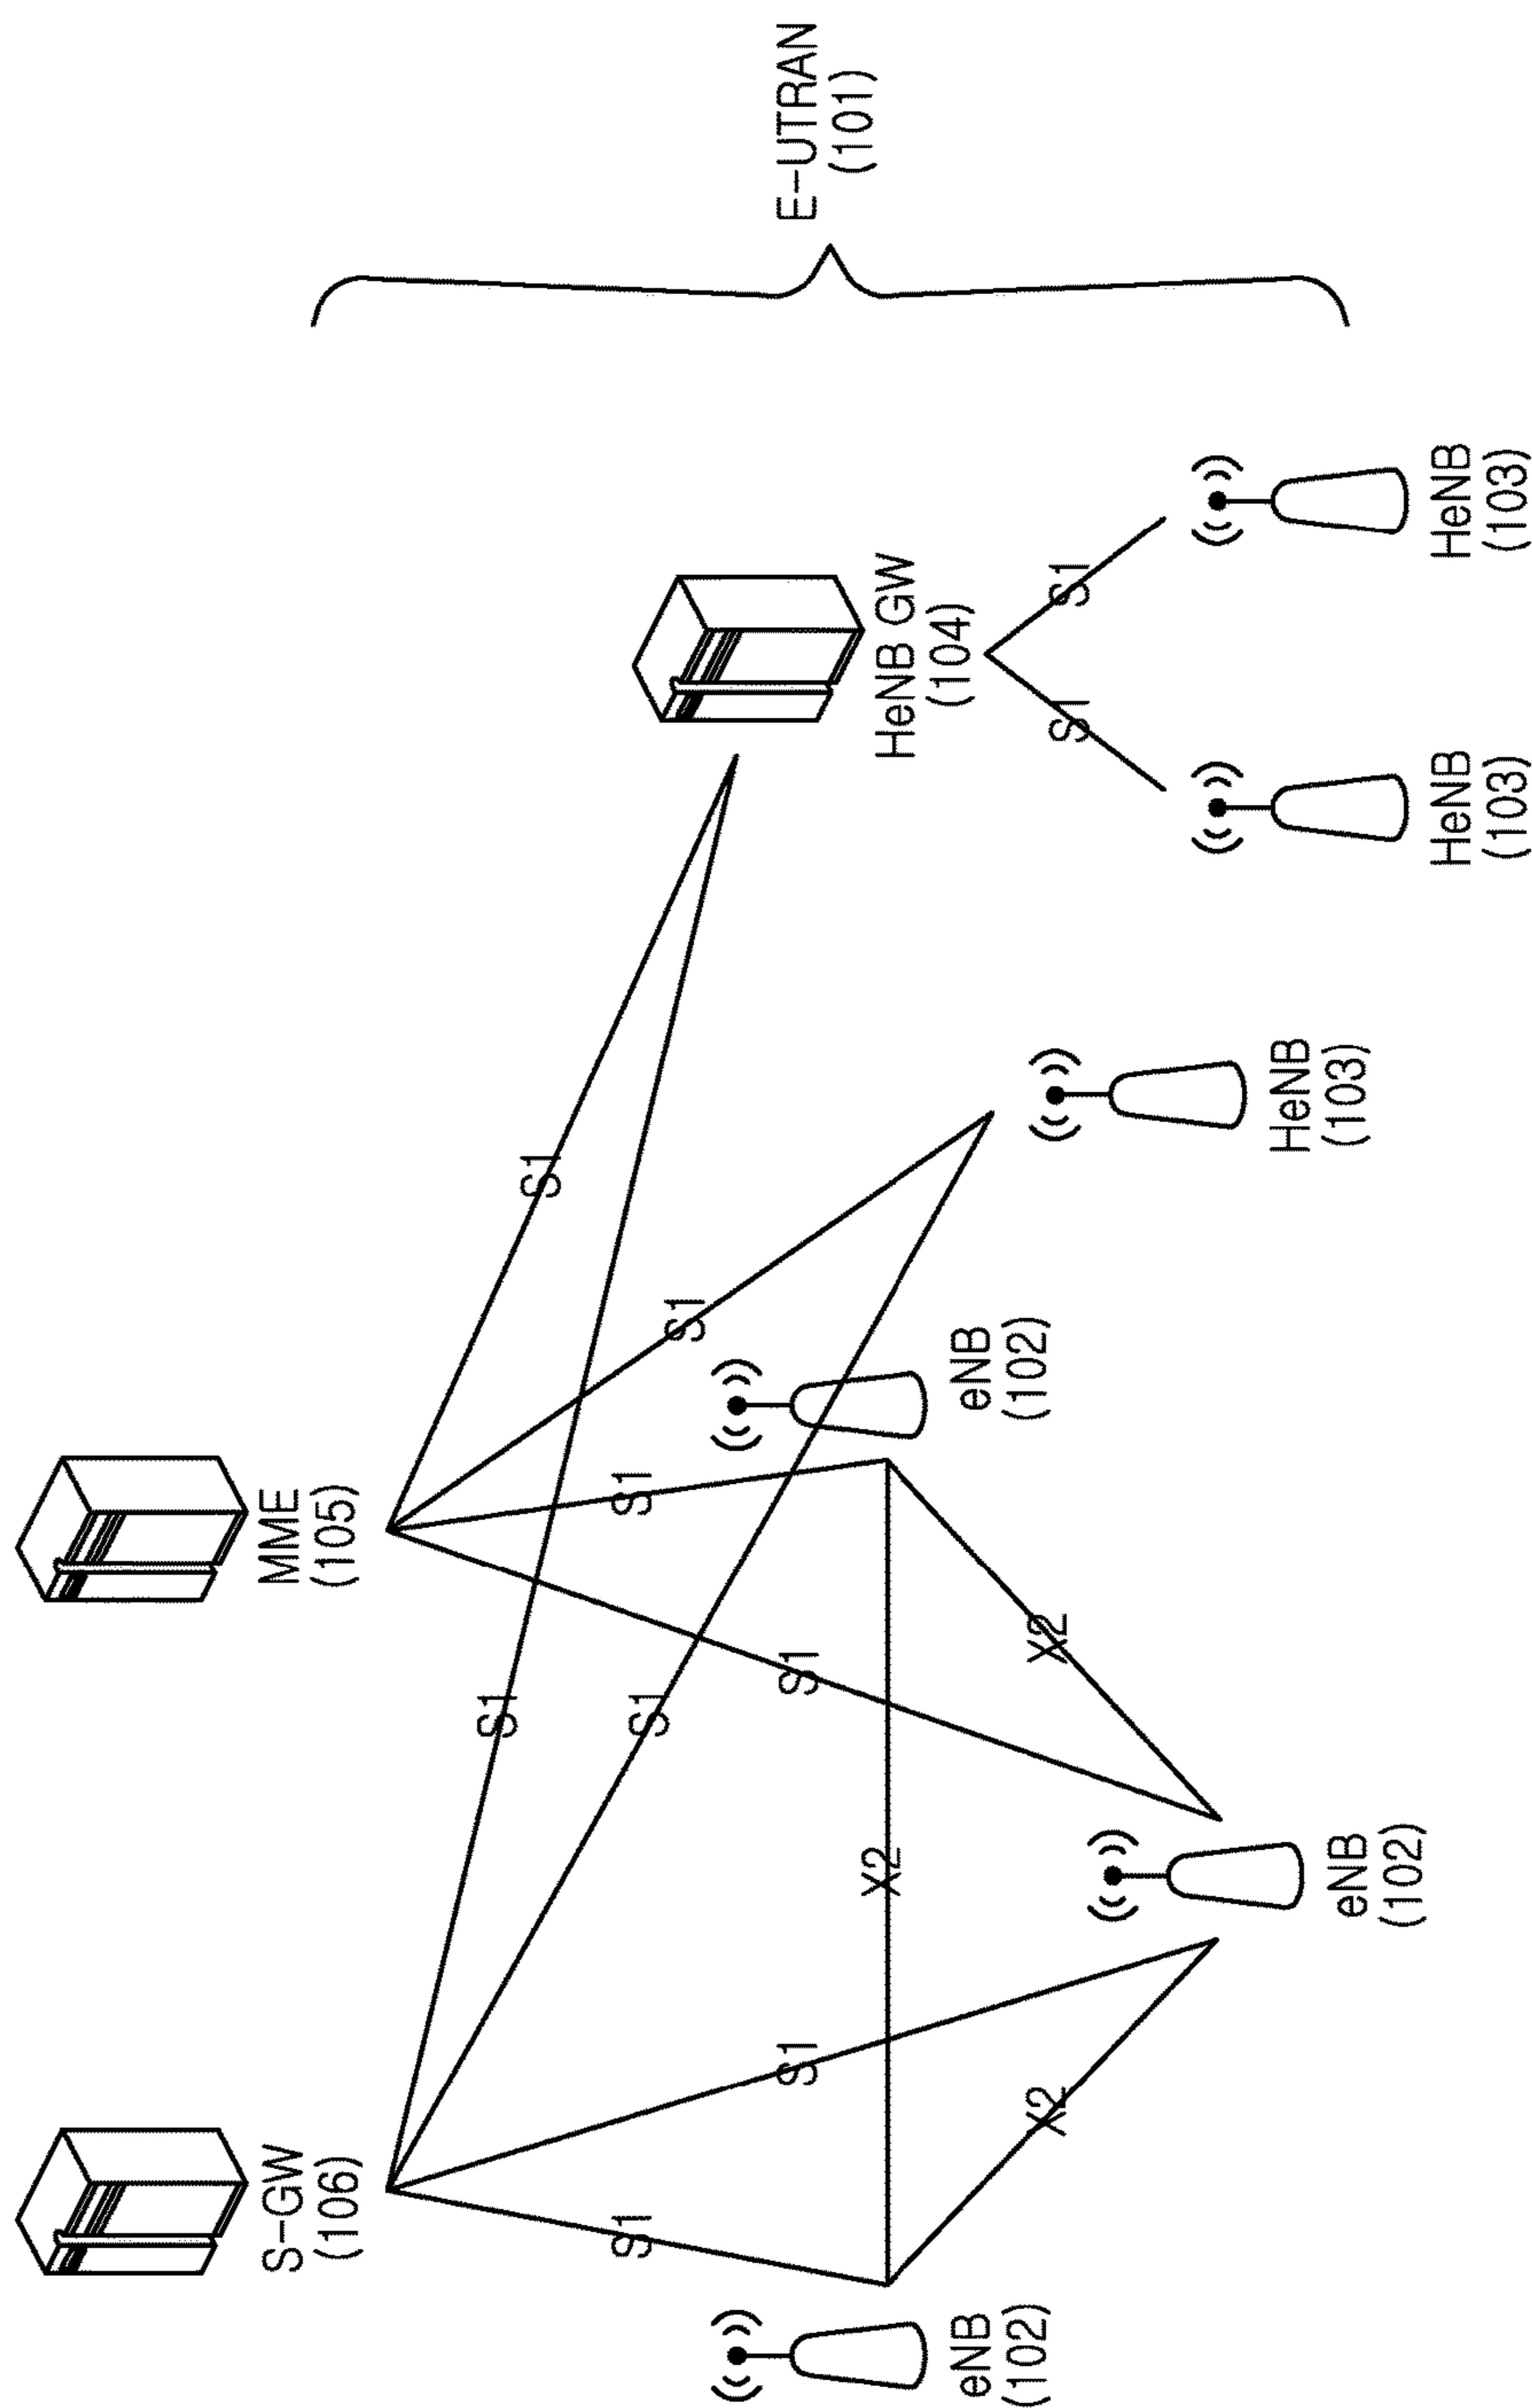 S-GW
(106)
MME
(105)
S1
S1
S1
S1
S1
S1
S1
S1
E-UTRAN
(101)
X2
HeNB GW
(104)
eNB
(102)
eNB
(102)
X2
X2
S1
S1
HeNB
(103)
eNB
(102)
HeNB
(103)
HeNB
(103)